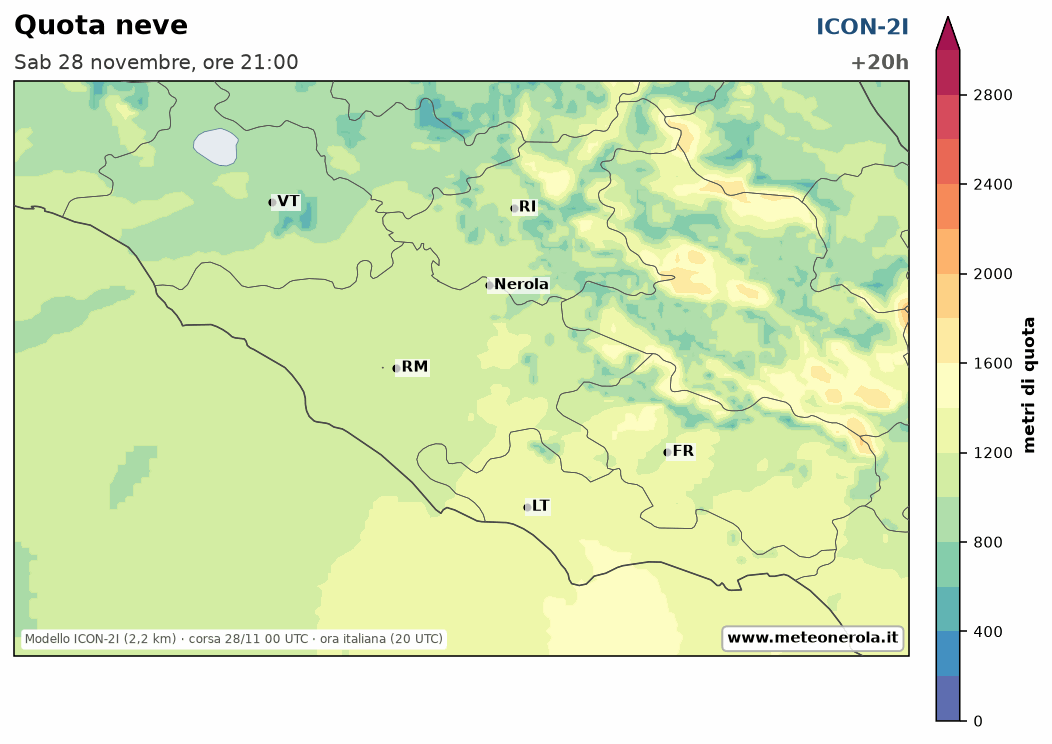 Quota neve
ICON-2I
Sab 28 novembre, ore 21:00
+20h
2800
2400
2000
1600
1200
800
400
0
metri di quota
VT
RI
Nerola
RM
FR
LT
Modello ICON-2I (2,2 km) · corsa 28/11 00 UTC · ora italiana (20 UTC)
www.meteonerola.it